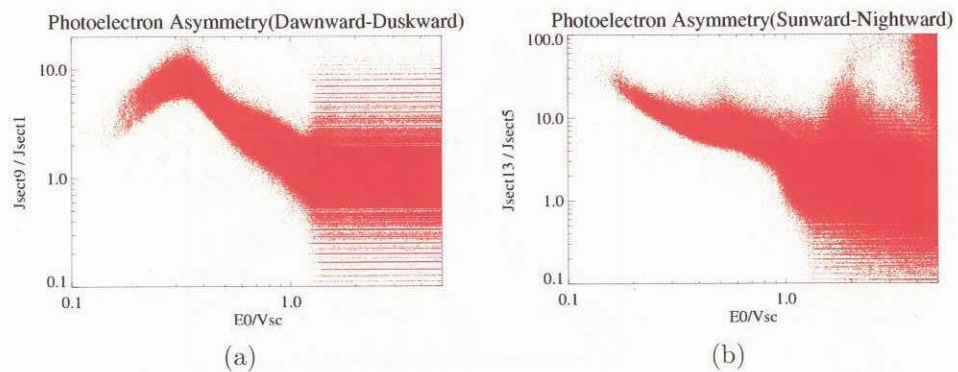 Photoelectron Asymmetry(Dawnward-Duskward)
10.0
1.0
0.1
Jsect9 / Jsect1
0.1
1.0
E0/Vsc
(a)
Photoelectron Asymmetry(Sunward-Nightward)
100.0
10.0
1.0
0.1
Jsect13 / Jsect5
0.1
1.0
E0/Vsc
(b)